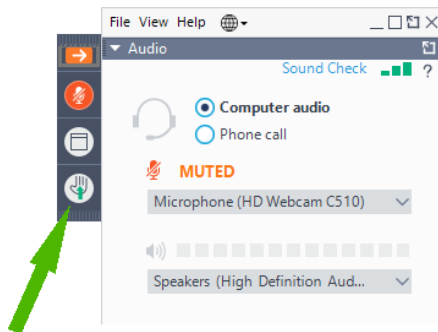 File View Help
Audio
Sound Check ?
Computer audio
Phone call
MUTED
Microphone (HD Webcam C510)
Speakers (High Definition Aud...